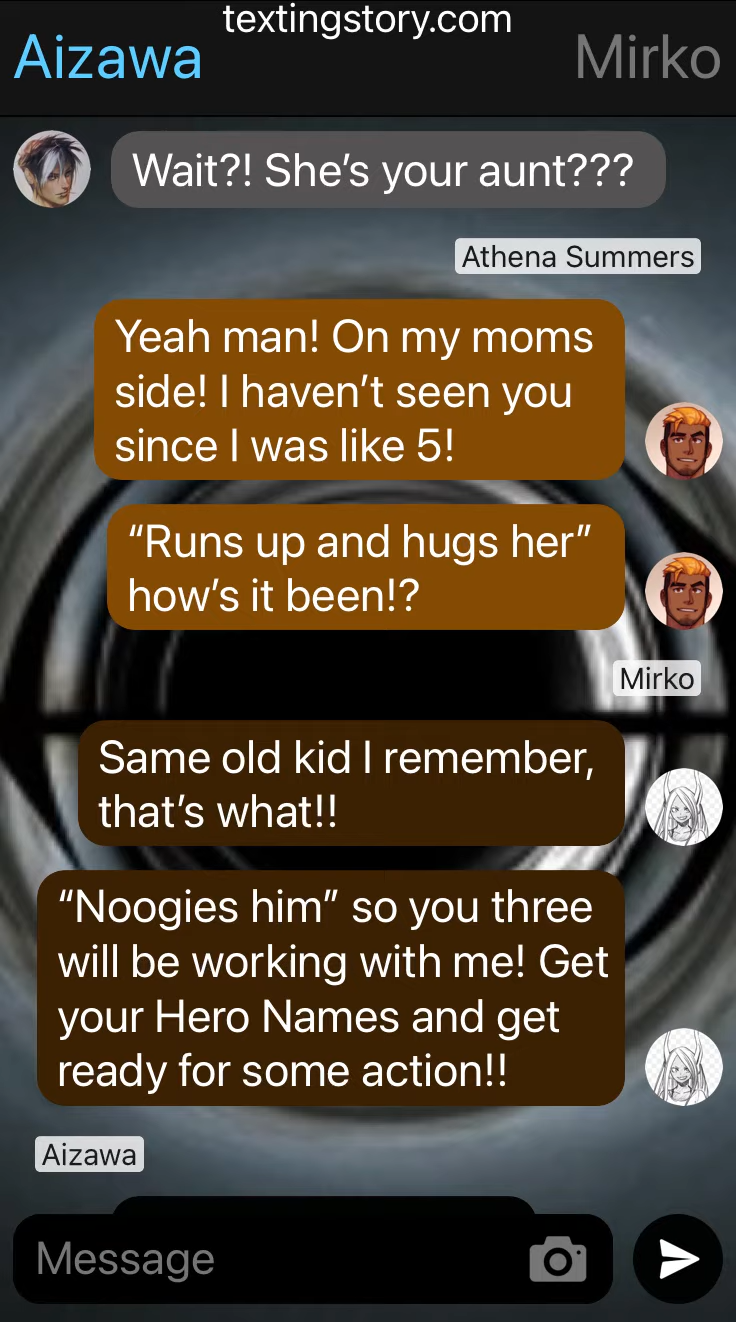 textingstory.com
Aizawa
Mirko
Wait?! She’s your aunt???
Athena Summers
Yeah man! On my moms
side! I haven’t seen you
since I was like 5!
“Runs up and hugs her”
how’s it been!?
Mirko
Same old kid I remember,
that’s what!!
“Noogies him” so you three
will be working with me! Get
your Hero Names and get
ready for some action!!
Aizawa
Message